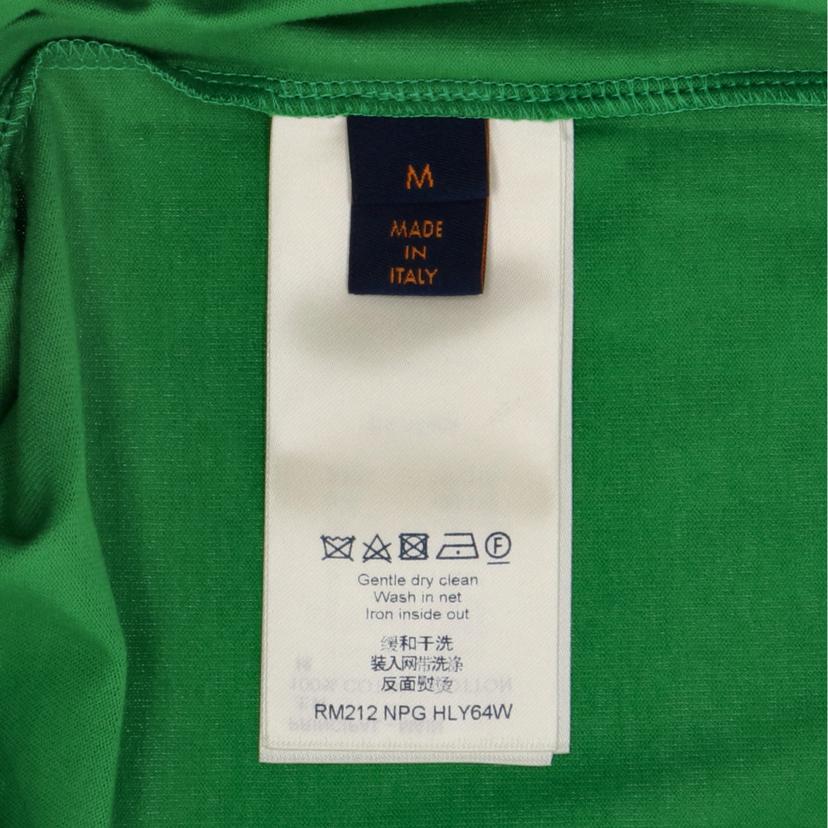 M
MADE
IN
ITALY
F
Gentle dry clean
Wash in net
Iron inside out
缓和干洗
装入网带洗涤
反面熨烫
RM212 NPG HLY64W